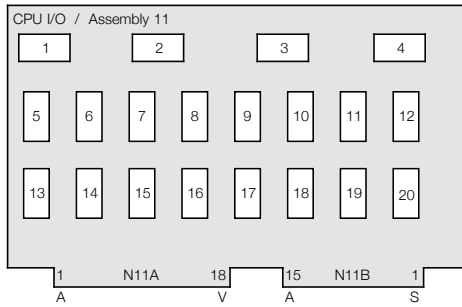 CPU I/O / Assembly 11
1 2 3 4
5 6 7 8 9 10 11 12
13 14 15 16 17 18 19 20
1 N11A 18 15 N11B 1
A V A S